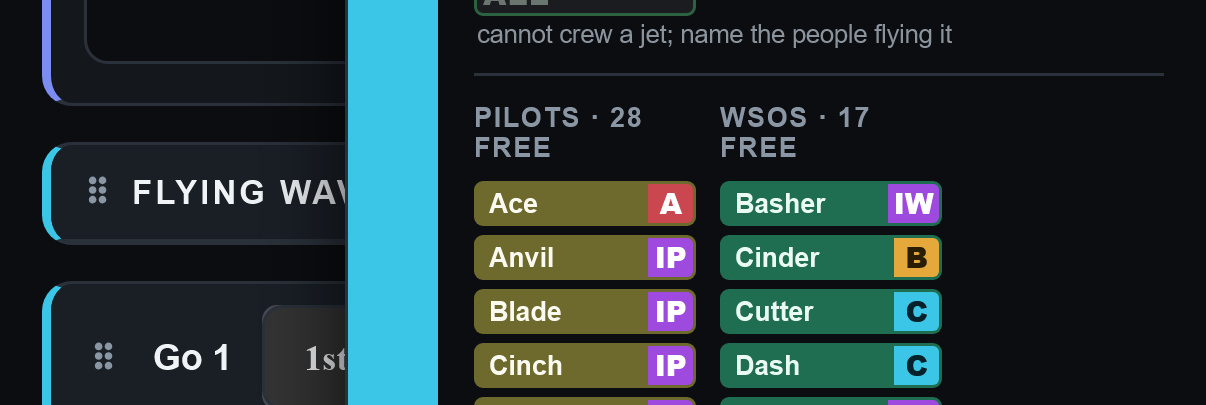 cannot crew a jet; name the people flying it
PILOTS · 28
FREE
WSOS · 17
FREE
Ace A
Anvil IP
Blade IP
Cinch IP
Basher IW
Cinder B
Cutter C
Dash C
FLYING
Go 1
1st